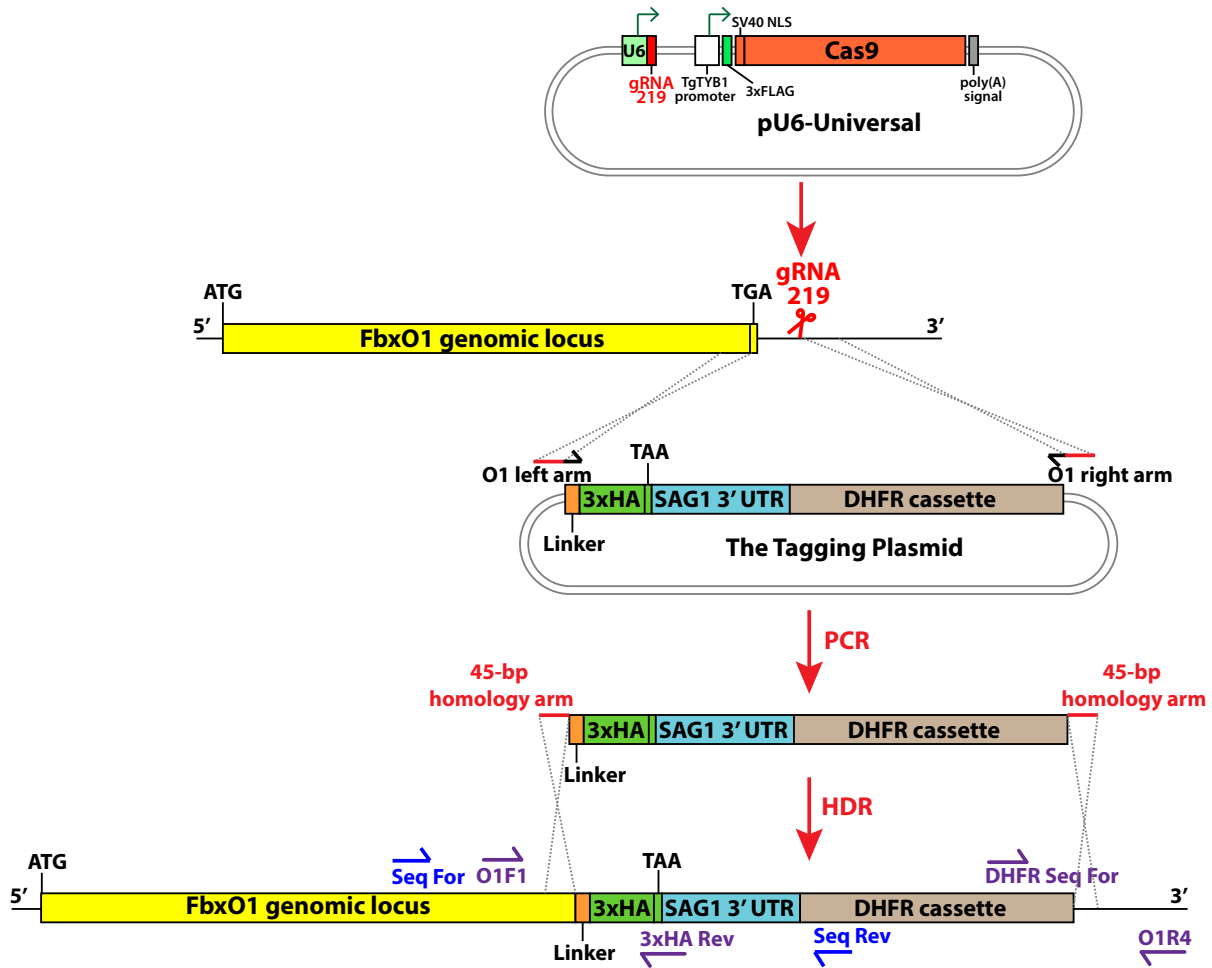 SV40 NLS
U6
Cas9
gRNA
219
TgTYB1
promoter
3xFLAG
poly(A)
signal
pU6-Universal
gRNA
219
ATG
TGA
5′
3′
FbxO1 genomic locus
TAA
O1 left arm
O1 right arm
3xHA
SAG1 3′ UTR
DHFR cassette
Linker
The Tagging Plasmid
PCR
45-bp
homology arm
45-bp
homology arm
3xHA
SAG1 3′ UTR
DHFR cassette
Linker
HDR
ATG
TAA
Seq For
O1F1
DHFR Seq For
5′
3′
FbxO1 genomic locus
3xHA
SAG1 3′ UTR
DHFR cassette
Linker
3xHA Rev
Seq Rev
O1R4